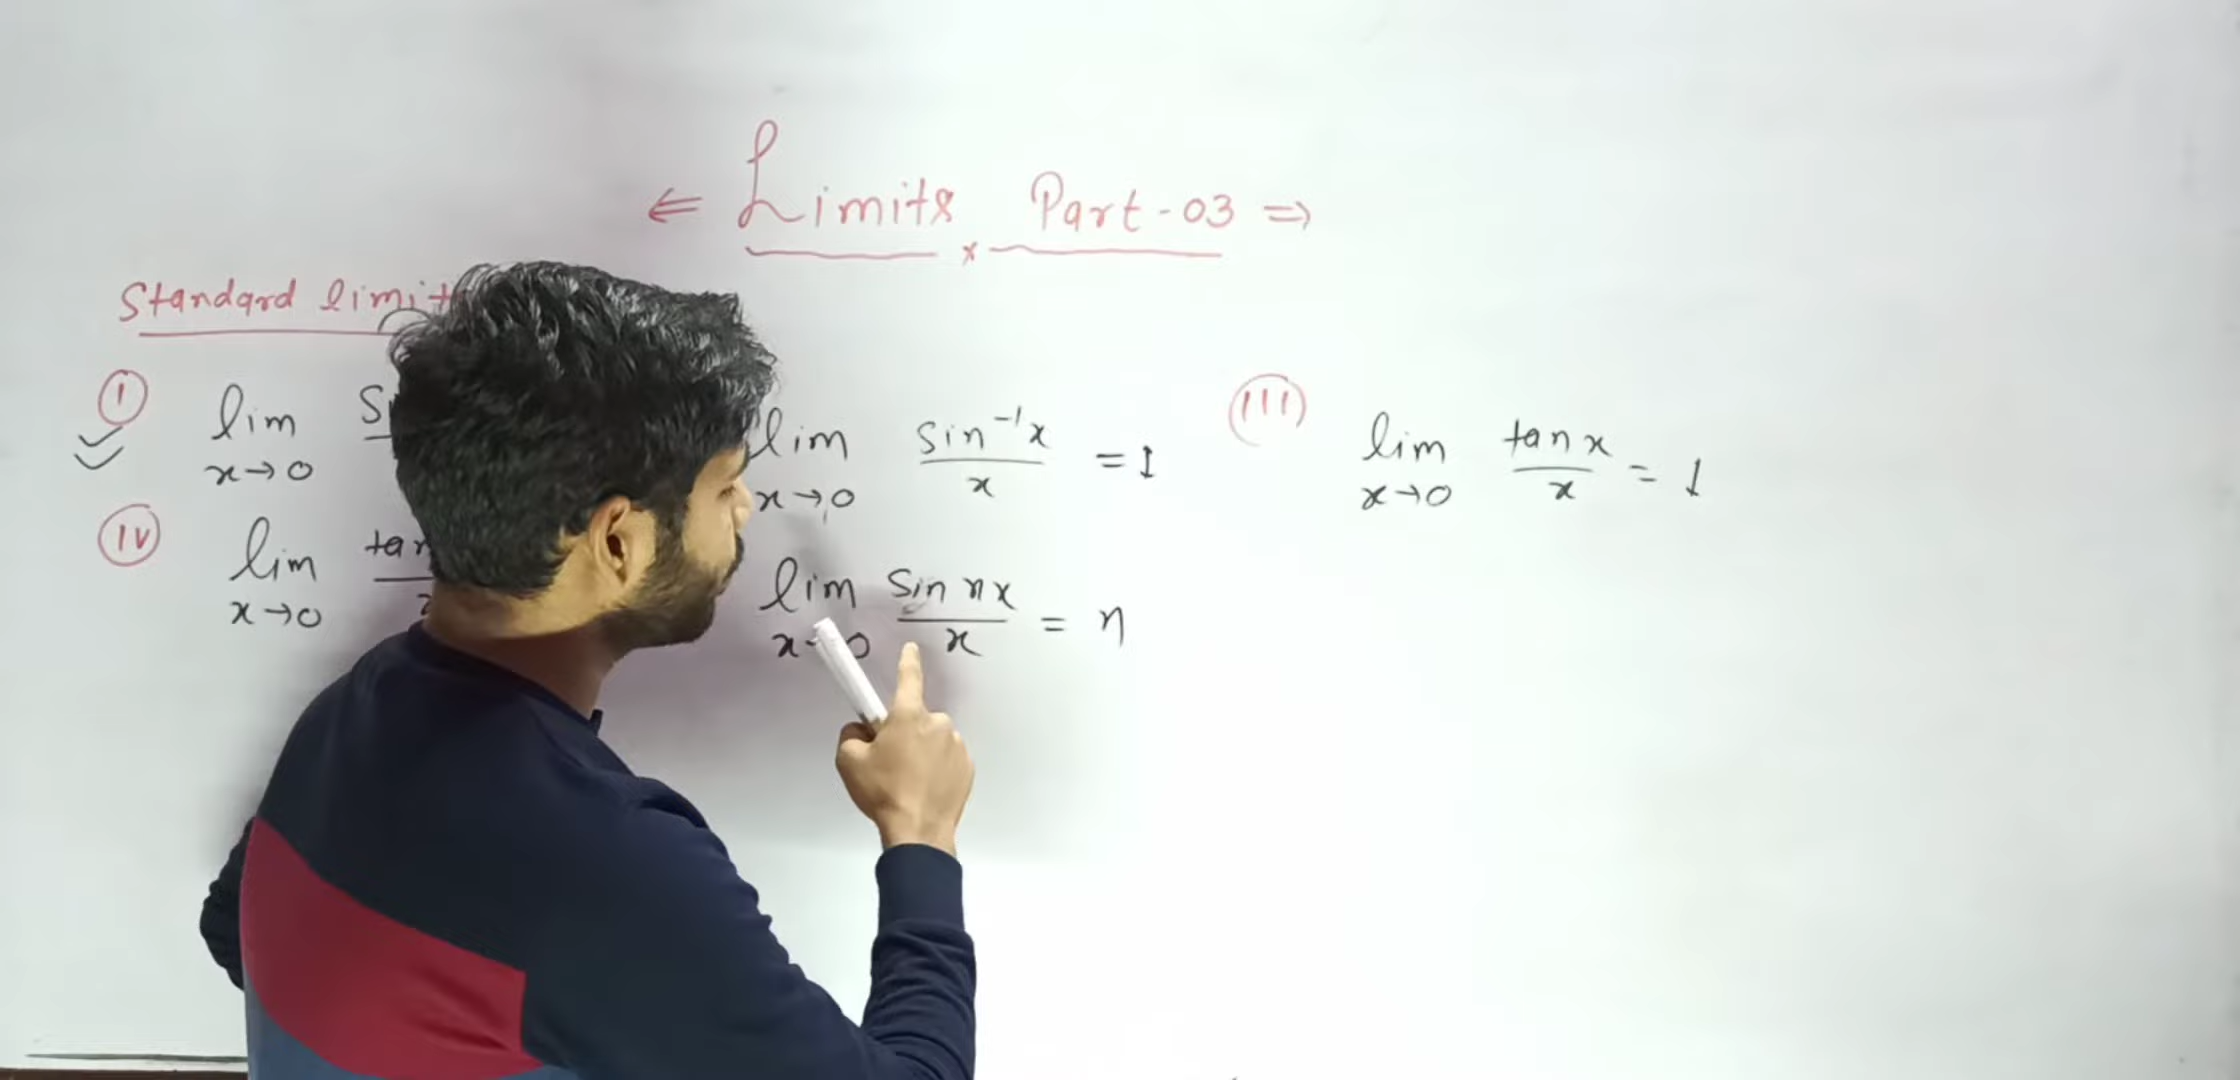 ⇐ Limits Part-03 ⇒
Standard limit
(I) lim x→0
lim x→0 sin⁻¹x / x = 1
(III) lim x→0 tan x / x = 1
(IV) lim x→0
lim x→0 sin nx / x = n